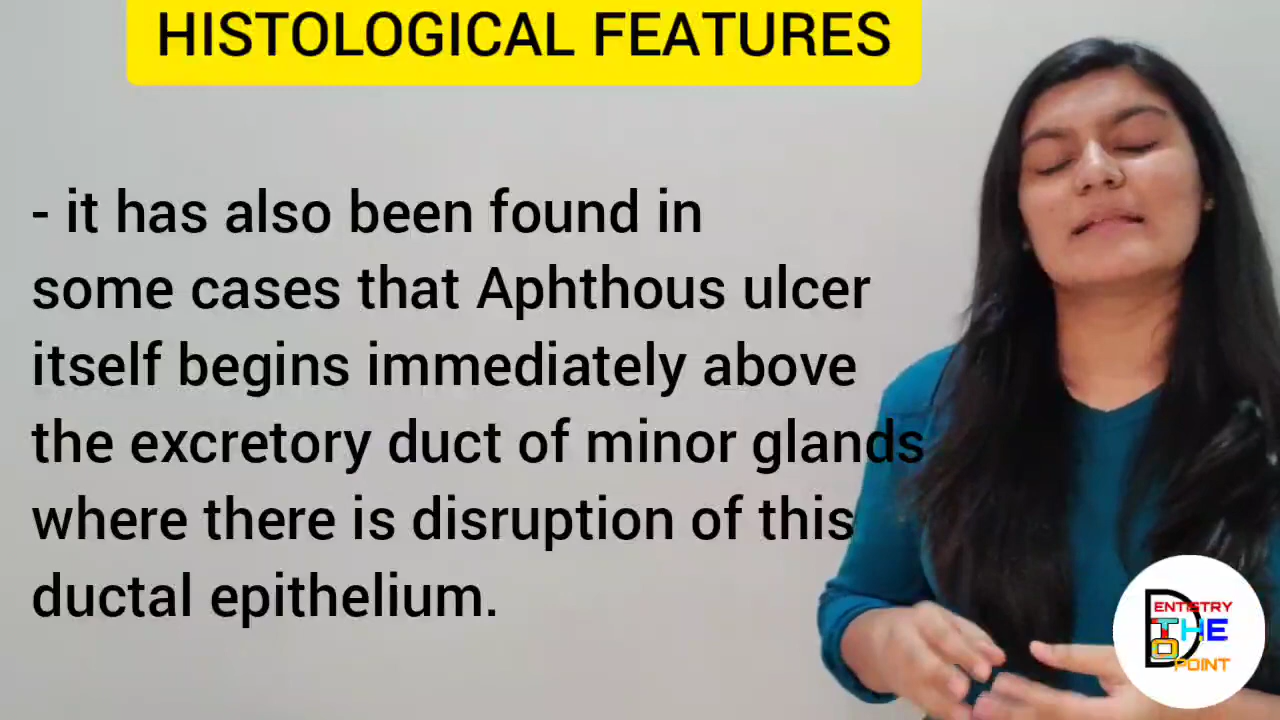 HISTOLOGICAL FEATURES
- it has also been found in
some cases that Aphthous ulcer
itself begins immediately above
the excretory duct of minor glands
where there is disruption of this
ductal epithelium.
DENTISTRY
THE
TO
POINT